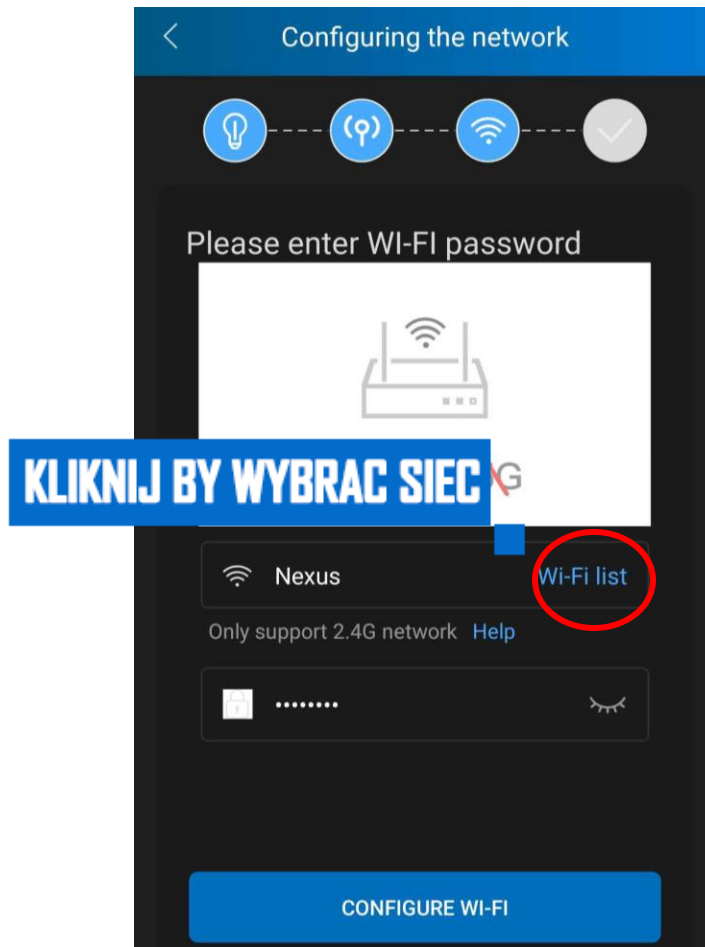 Configuring the network
Please enter WI-FI password
KLIKNIJ BY WYBRAC SIEC
G
Nexus
Wi-Fi list
Only support 2.4G network Help
••••••••
CONFIGURE WI-FI